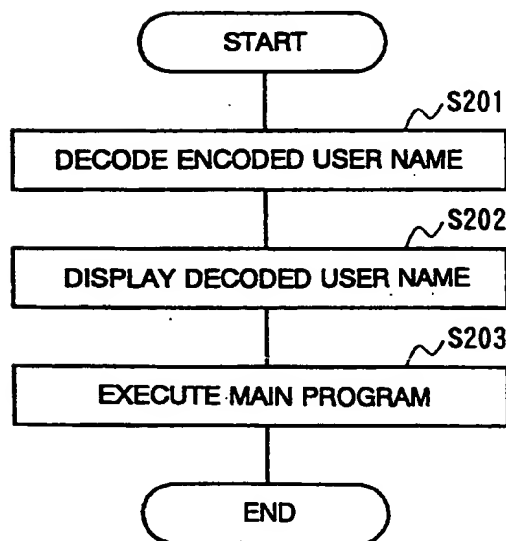 START
S201
DECODE ENCODED USER NAME
S202
DISPLAY DECODED USER NAME
S203
EXECUTE MAIN PROGRAM
END